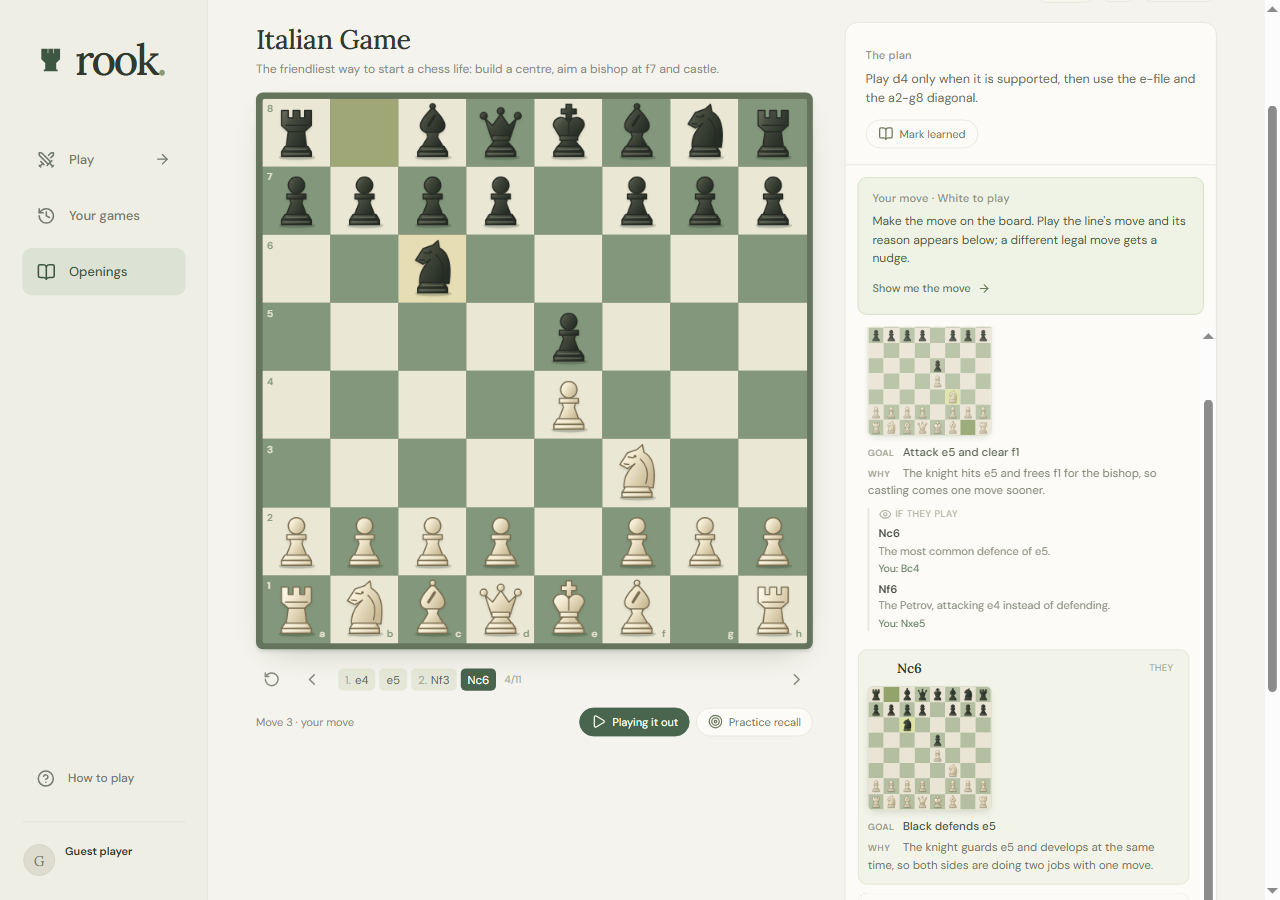 rook.
Play
Your games
Openings
How to play
G
Guest player
Italian Game
The friendliest way to start a chess life: build a centre, aim a bishop at f7 and castle.
8
7
6
5
4
3
2
1
a b c d e f g h
1. e4 e5 2. Nf3 Nc6 4/11
Move 3 · your move
Playing it out
Practice recall
The plan
Play d4 only when it is supported, then use the e-file and
the a2-g8 diagonal.
Mark learned
Your move · White to play
Make the move on the board. Play the line's move and its
reason appears below; a different legal move gets a
nudge.
Show me the move
GOAL Attack e5 and clear f1
WHY The knight hits e5 and frees f1 for the bishop, so
castling comes one move sooner.
IF THEY PLAY
Nc6
The most common defence of e5.
You: Bc4
Nf6
The Petrov, attacking e4 instead of defending.
You: Nxe5
Nc6 THEY
GOAL Black defends e5
WHY The knight guards e5 and develops at the same
time, so both sides are doing two jobs with one move.